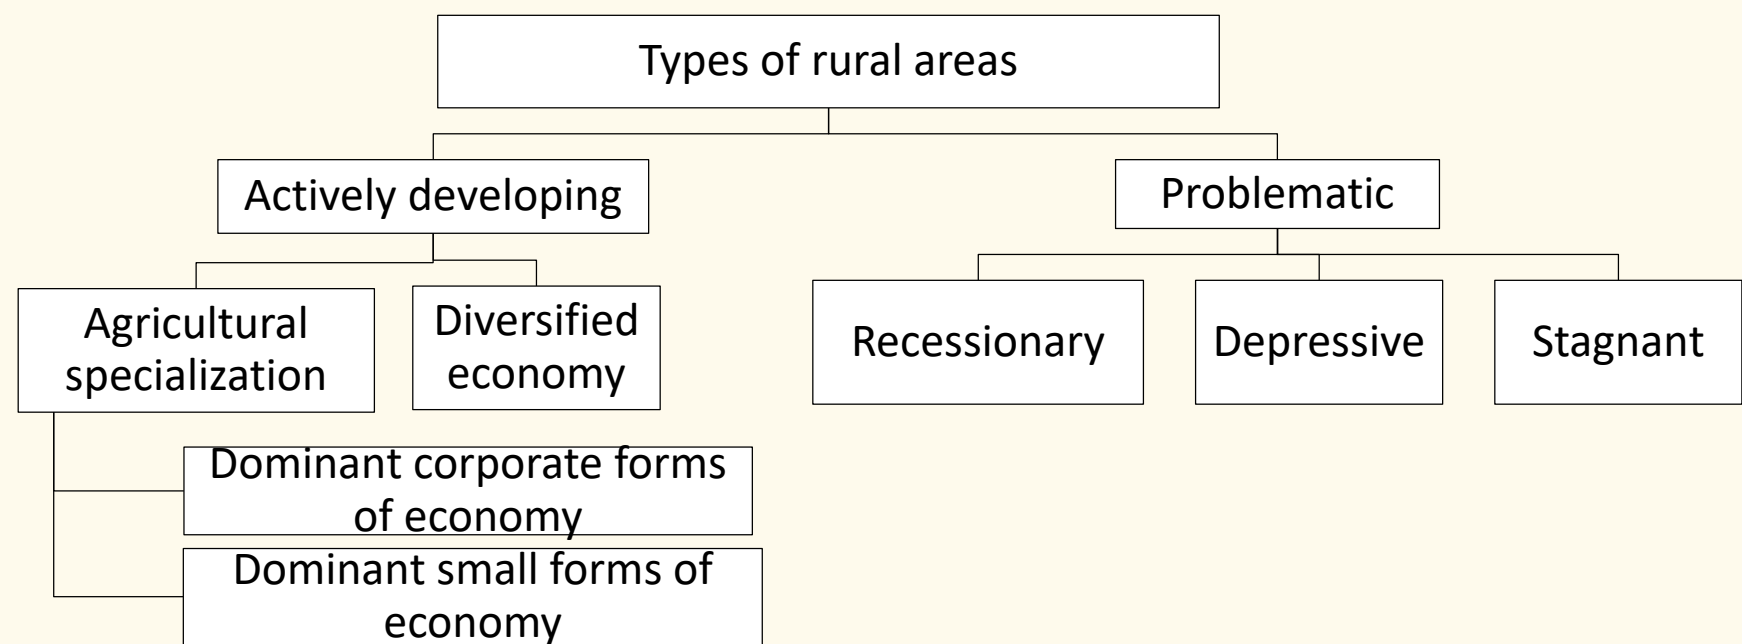 Types of rural areas
Actively developing
Problematic
Agricultural
specialization
Diversified
economy
Recessionary
Depressive
Stagnant
Dominant corporate forms
of economy
Dominant small forms of
economy